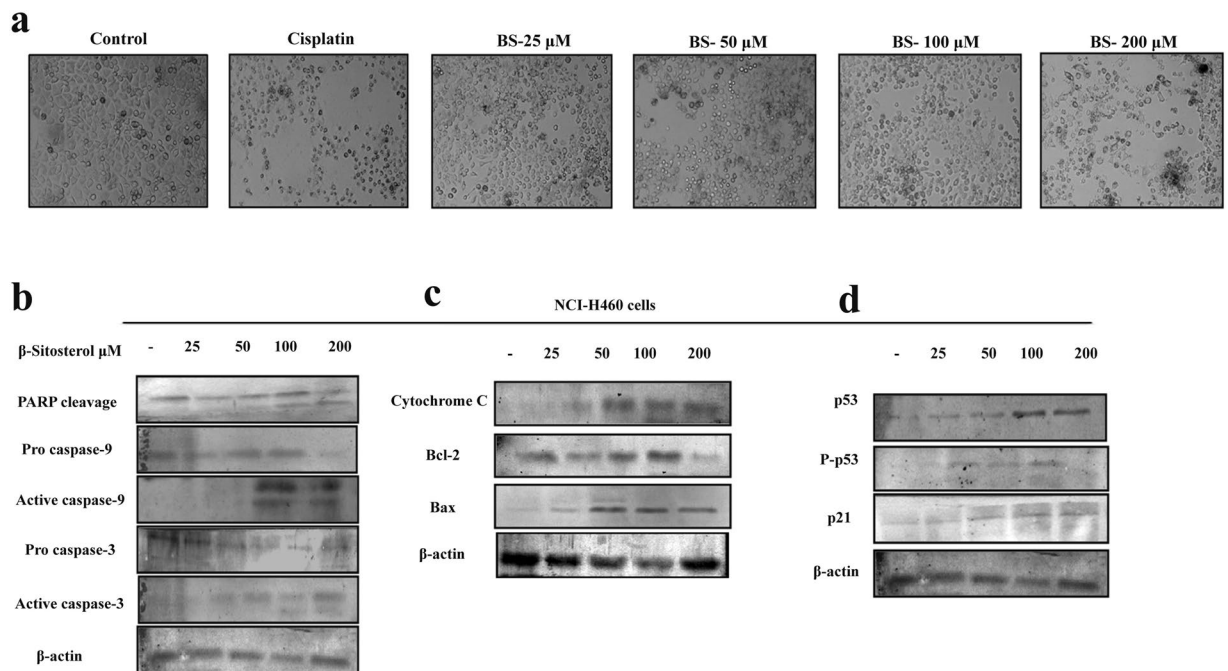 a
Control
Cisplatin
BS-25 µM
BS- 50 µM
BS- 100 µM
BS- 200 µM
b
c
d
NCI-H460 cells
β-Sitosterol µM
- 25 50 100 200
PARP cleavage
Pro caspase-9
Active caspase-9
Pro caspase-3
Active caspase-3
β-actin
- 25 50 100 200
Cytochrome C
Bcl-2
Bax
β-actin
- 25 50 100 200
p53
P-p53
p21
β-actin